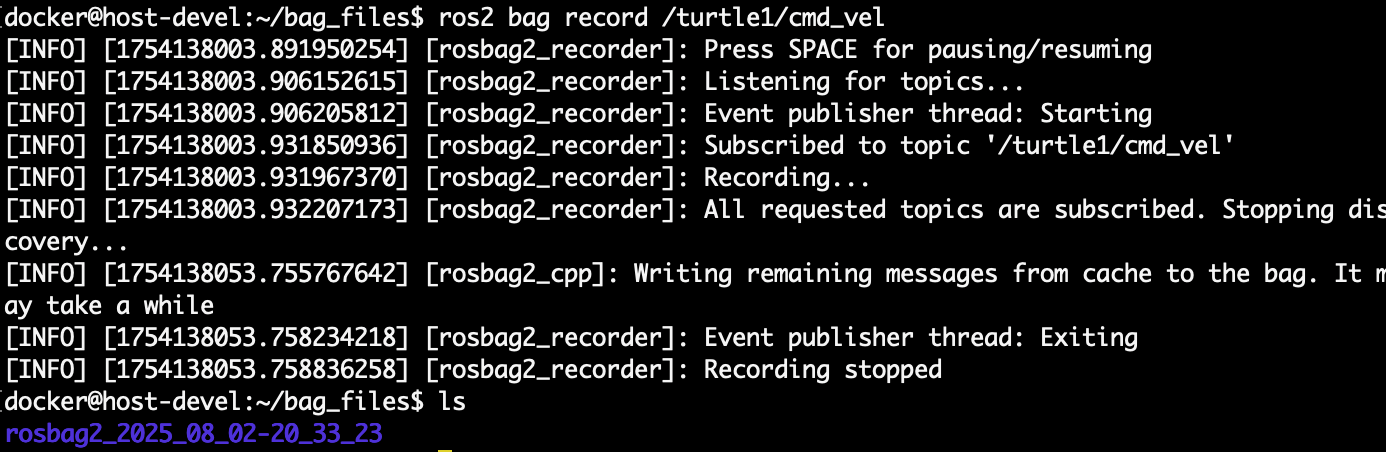 docker@host-devel:~/bag_files$ ros2 bag record /turtle1/cmd_vel
[INFO] [1754138003.891950254] [rosbag2_recorder]: Press SPACE for pausing/resuming
[INFO] [1754138003.906152615] [rosbag2_recorder]: Listening for topics...
[INFO] [1754138003.906205812] [rosbag2_recorder]: Event publisher thread: Starting
[INFO] [1754138003.931850936] [rosbag2_recorder]: Subscribed to topic '/turtle1/cmd_vel'
[INFO] [1754138003.931967370] [rosbag2_recorder]: Recording...
[INFO] [1754138003.932207173] [rosbag2_recorder]: All requested topics are subscribed. Stopping dis
covery...
[INFO] [1754138053.755767642] [rosbag2_cpp]: Writing remaining messages from cache to the bag. It m
ay take a while
[INFO] [1754138053.758234218] [rosbag2_recorder]: Event publisher thread: Exiting
[INFO] [1754138053.758836258] [rosbag2_recorder]: Recording stopped
docker@host-devel:~/bag_files$ ls
rosbag2_2025_08_02-20_33_23